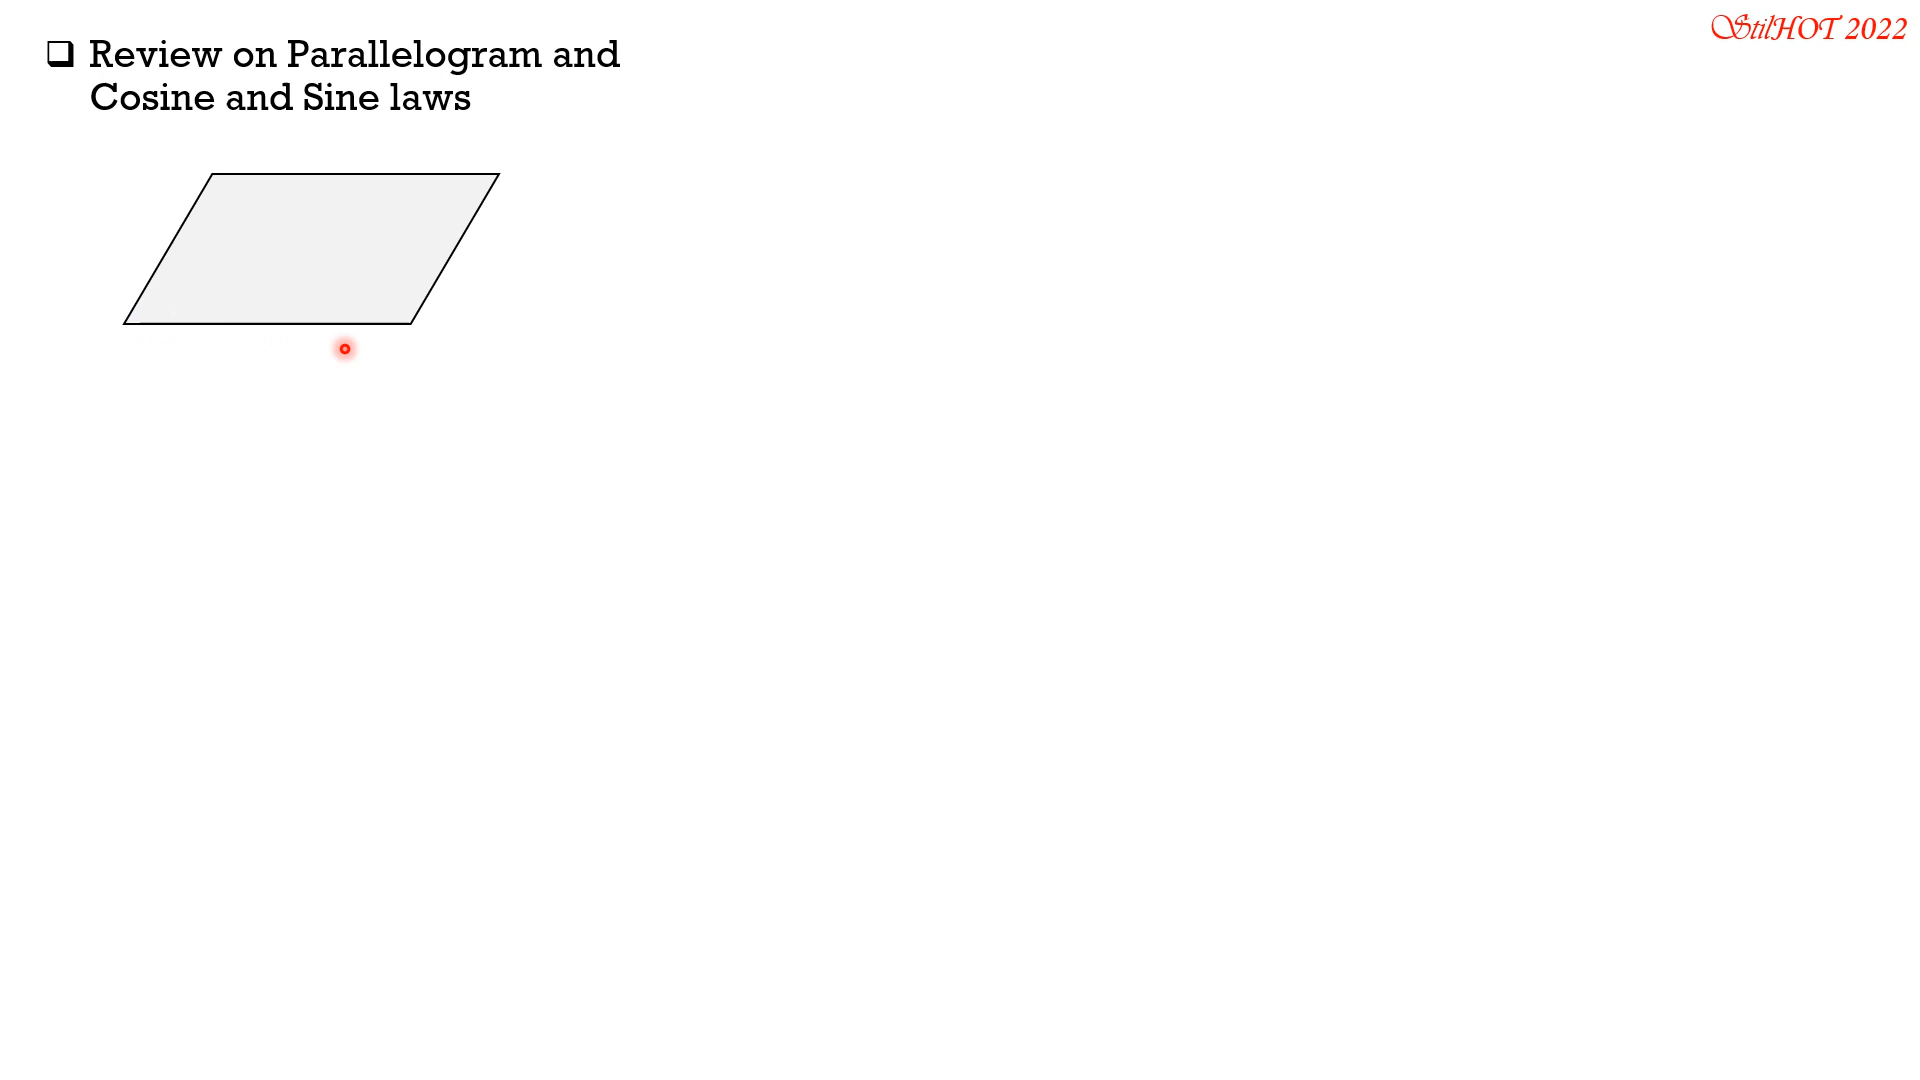 ❑ Review on Parallelogram and
Cosine and Sine laws
StilHOT 2022